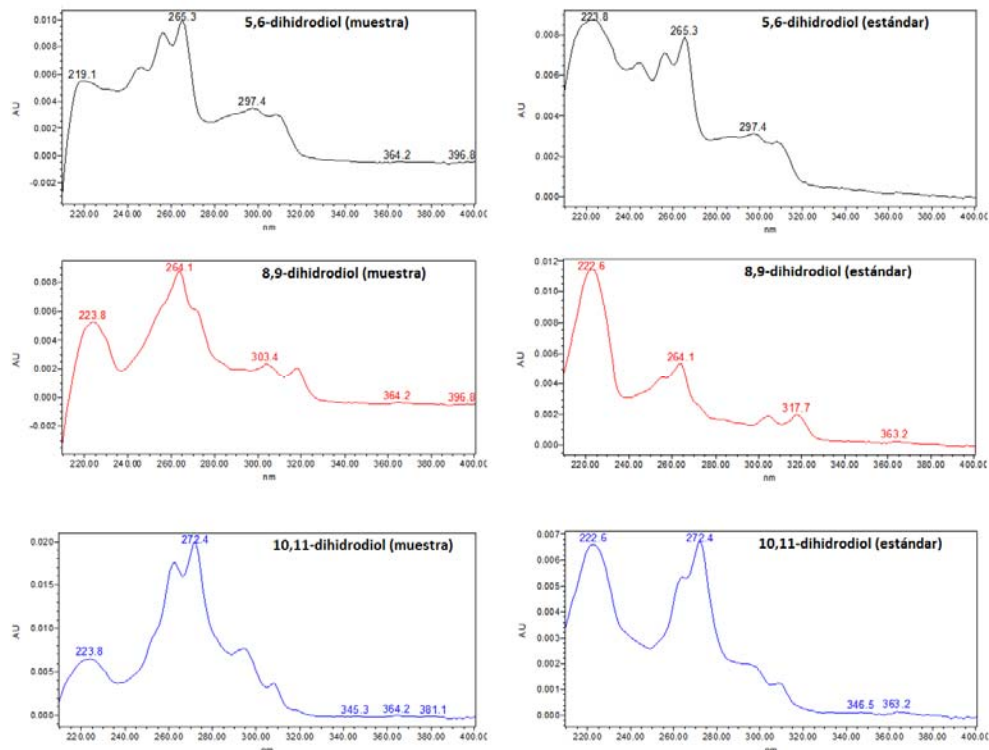 5,6-dihidrodiol (muestra)
0.010
0.008
0.006
0.004
0.002
0.000
-0.002
AU
219.1
265.3
297.4
364.2
396.8
220.00 240.00 260.00 280.00 300.00 320.00 340.00 360.00 380.00 400.00
nm
5,6-dihidrodiol (estándar)
0.008
0.006
0.004
0.002
0.000
AU
223.8
265.3
297.4
220.00 240.00 260.00 280.00 300.00 320.00 340.00 360.00 380.00 400.00
nm
8,9-dihidrodiol (muestra)
0.008
0.006
0.004
0.002
0.000
-0.002
AU
223.8
264.1
303.4
364.2
396.8
220.00 240.00 260.00 280.00 300.00 320.00 340.00 360.00 380.00 400.00
nm
8,9-dihidrodiol (estándar)
0.012
0.010
0.008
0.006
0.004
0.002
0.000
AU
222.6
264.1
317.7
363.2
220.00 240.00 260.00 280.00 300.00 320.00 340.00 360.00 380.00 400.00
nm
10,11-dihidrodiol (muestra)
0.020
0.015
0.010
0.005
0.000
AU
223.8
272.4
345.3
364.2
381.1
220.00 240.00 260.00 280.00 300.00 320.00 340.00 360.00 380.00 400.00
nm
10,11-dihidrodiol (estándar)
0.007
0.006
0.005
0.004
0.003
0.002
0.001
0.000
AU
222.6
272.4
346.5
363.2
220.00 240.00 260.00 280.00 300.00 320.00 340.00 360.00 380.00 400.00
nm